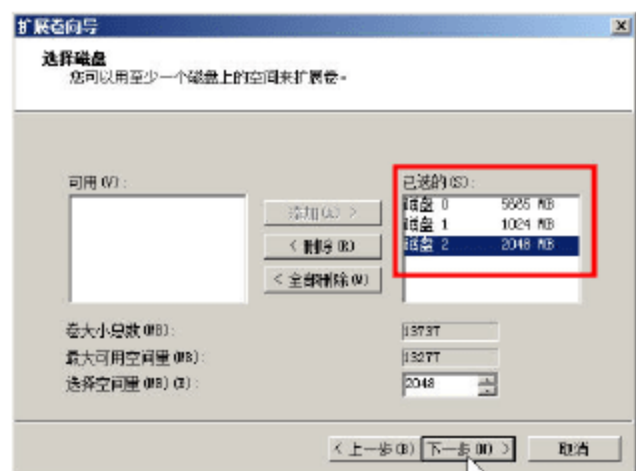 扩展卷向导
选择磁盘
您可以用至少一个磁盘上的空间来扩展卷。
可用(V):
已选的(S):
添加(A) >
< 删除(R)
< 全部删除(M)
磁盘 0 5665 MB
磁盘 1 1024 MB
磁盘 2 2048 MB
卷大小总数(MB):
13737
最大可用空间量(MB):
13277
选择空间量(MB)(E):
2048
< 上一步(B)
下一步(N) >
取消